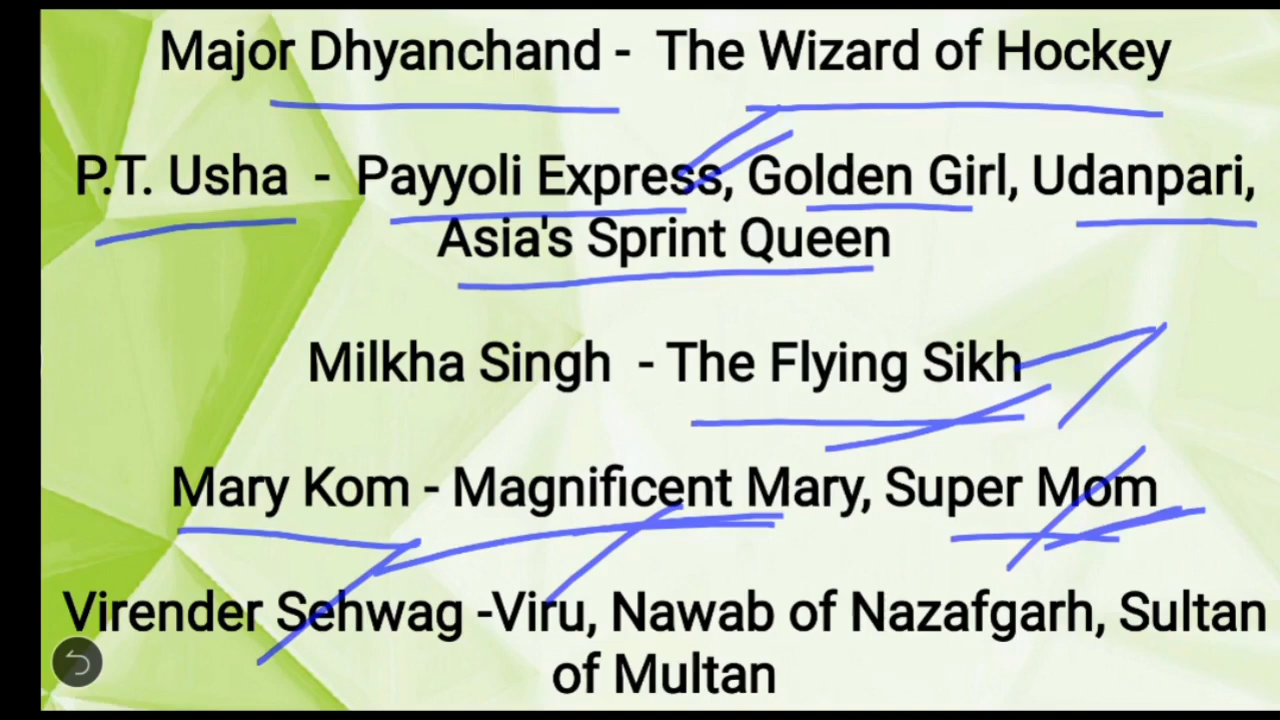 Major Dhyanchand - The Wizard of Hockey
P.T. Usha - Payyoli Express, Golden Girl, Udanpari,
Asia's Sprint Queen
Milkha Singh - The Flying Sikh
Mary Kom - Magnificent Mary, Super Mom
Virender Sehwag -Viru, Nawab of Nazafgarh, Sultan
of Multan